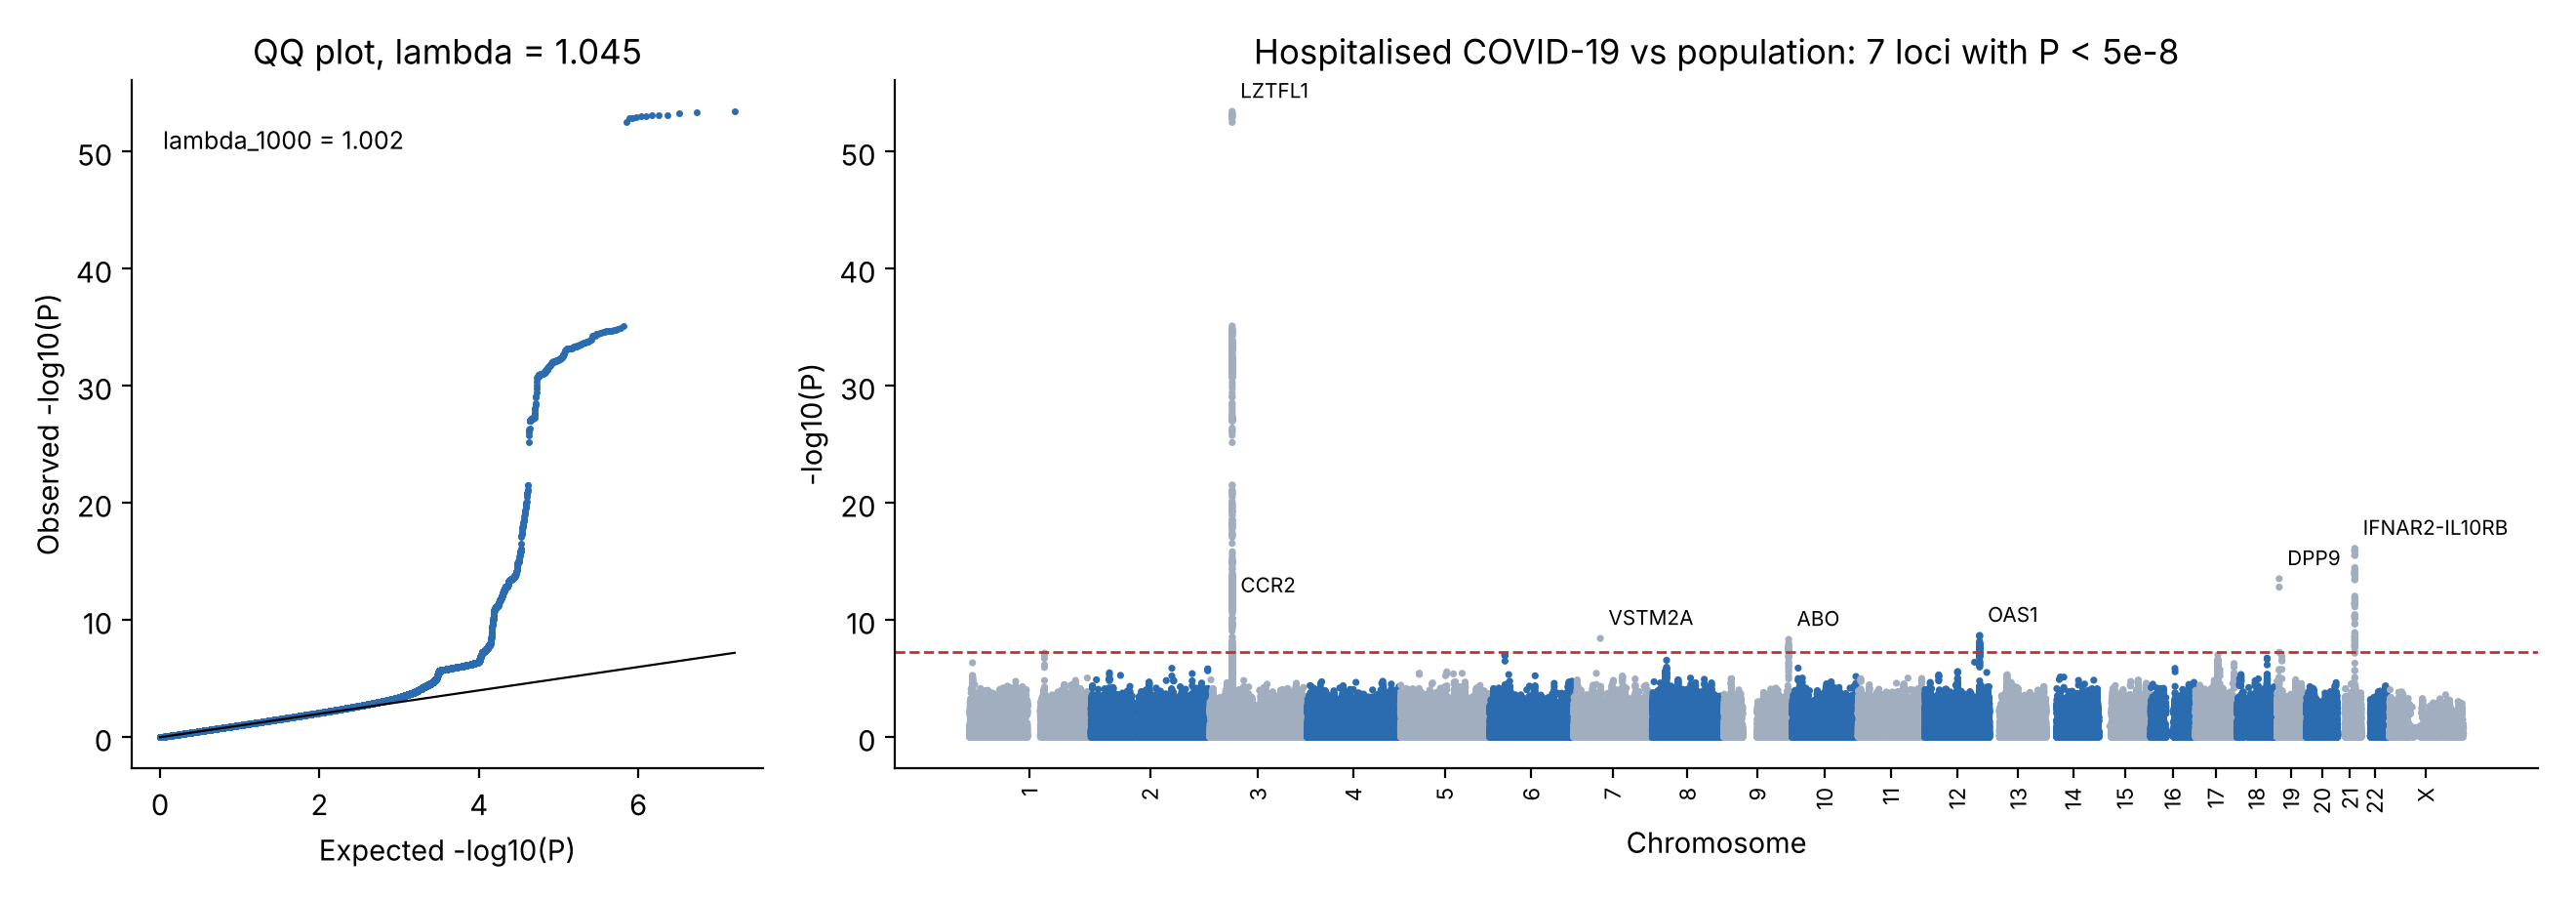 QQ plot, lambda = 1.045
lambda_1000 = 1.002
Observed -log10(P)
50
40
30
20
10
0
0 2 4 6
Expected -log10(P)
Hospitalised COVID-19 vs population: 7 loci with P < 5e-8
-log10(P)
50
40
30
20
10
0
LZTFL1
CCR2
VSTM2A
ABO
OAS1
DPP9
IFNAR2-IL10RB
1 2 3 4 5 6 7 8 9 10 11 12 13 14 15 16 17 18 19 20 21 22 X
Chromosome